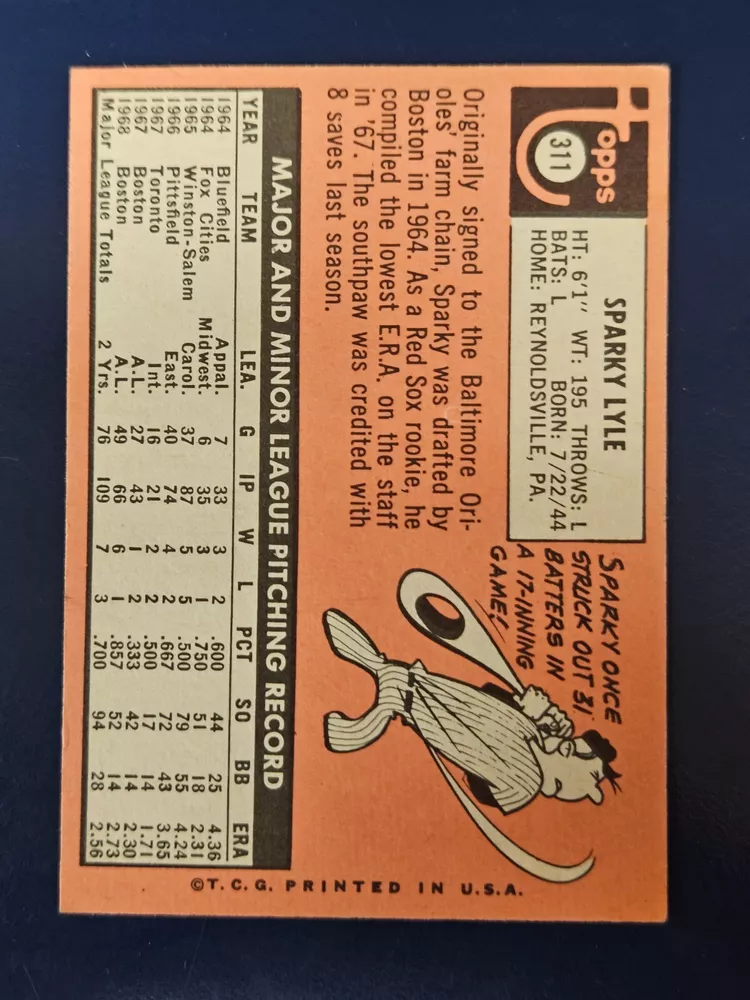 Topps
311
SPARKY LYLE
HT: 6'1" WT: 195 THROWS: L
BATS: L BORN: 7/22/44
HOME: REYNOLDSVILLE, PA.
Originally signed to the Baltimore Ori-
oles' farm chain, Sparky was drafted by
Boston in 1964. As a Red Sox rookie, he
compiled the lowest E.R.A. on the staff
in '67. The southpaw was credited with
8 saves last season.
SPARKY ONCE
STRUCK OUT 31
BATTERS IN
A 17-INNING
GAME!
MAJOR AND MINOR LEAGUE PITCHING RECORD
YEAR TEAM LEA. G IP W L PCT SO BB ERA
1964 Bluefield Appal. 7 33 3 2 .600 44 25 4.36
1964 Fox Cities Midwest. 6 35 3 1 .750 51 18 2.31
1965 Winston-Salem Carol. 37 87 5 5 .500 79 55 4.24
1966 Pittsfield East. 40 74 4 2 .667 72 43 3.65
1967 Toronto Int. 16 21 2 2 .500 17 14 1.71
1967 Boston A.L. 27 43 1 2 .333 42 14 2.30
1968 Boston A.L. 49 66 6 1 .857 52 14 2.73
Major League Totals 2 Yrs. 76 109 7 3 .700 94 28 2.56
©T.C.G. PRINTED IN U.S.A.